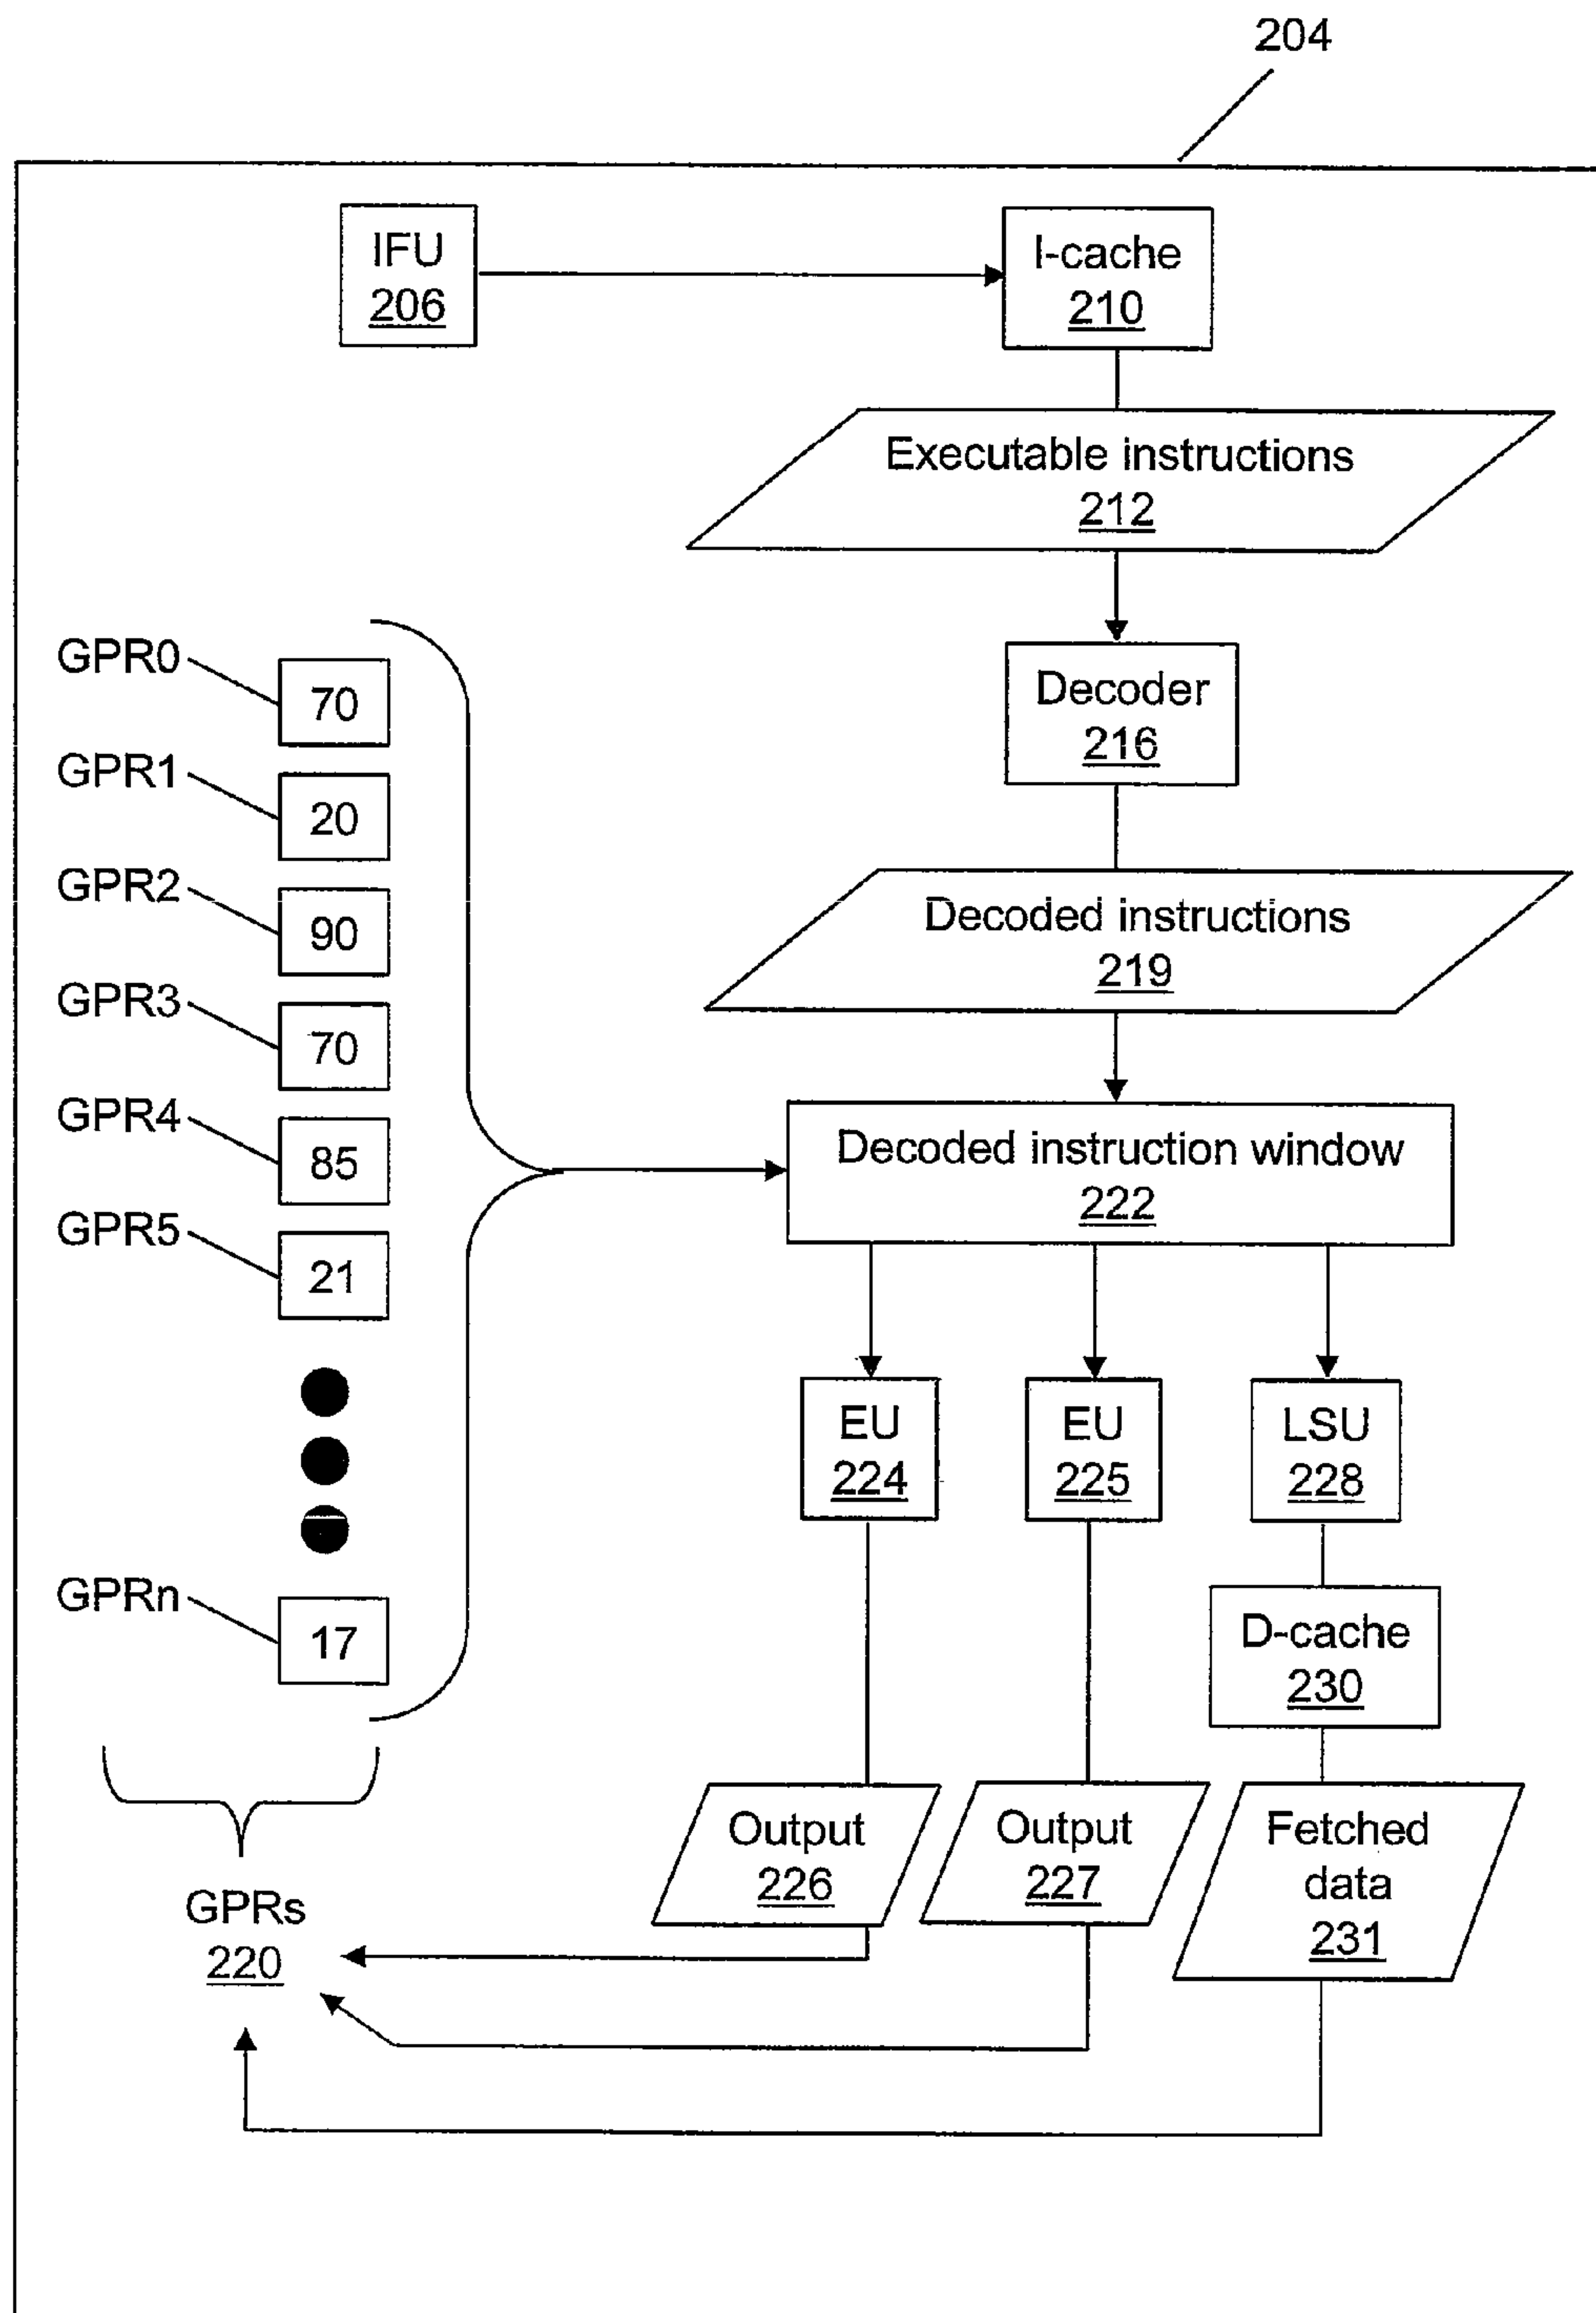 204
IFU
206
I-cache
210
Executable instructions
212
GPR0
70
Decoder
216
GPR1
20
GPR2
90
Decoded instructions
219
GPR3
70
GPR4
85
Decoded instruction window
222
GPR5
21
EU
224
EU
225
LSU
228
GPRn
17
D-cache
230
Output
226
Output
227
Fetched
data
231
GPRs
220